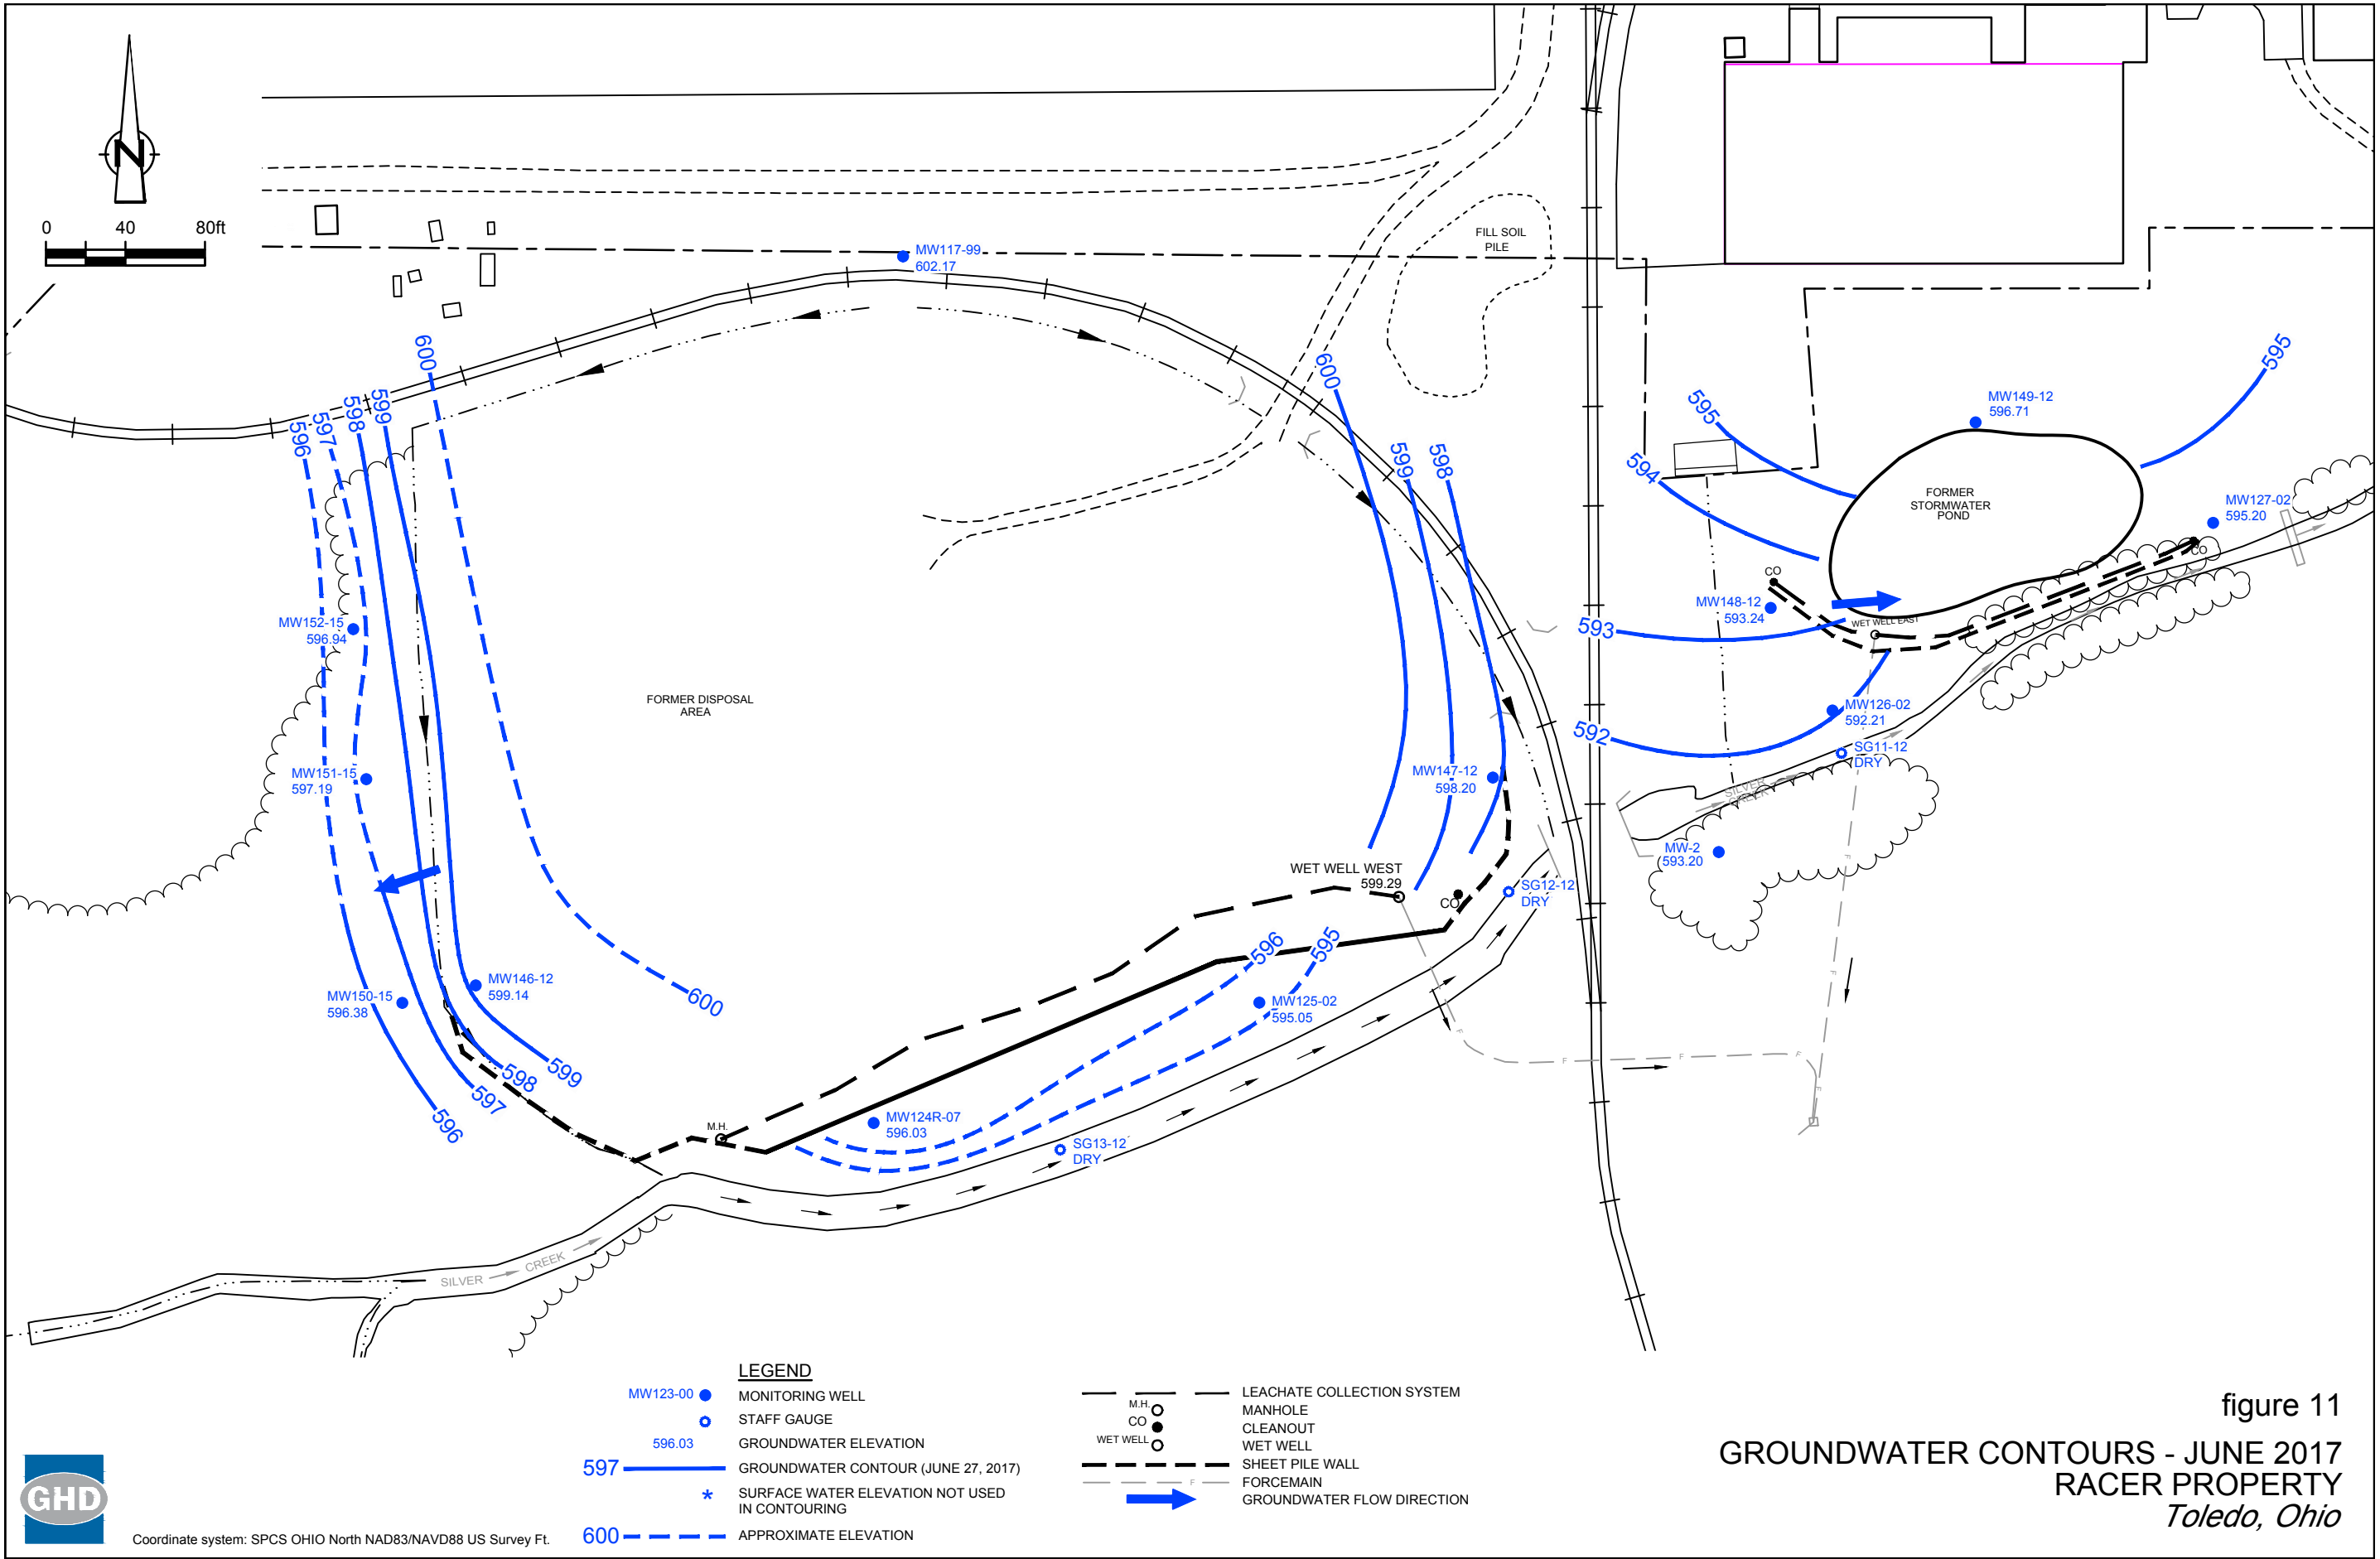 N
0 40 80ft
FILL SOIL
PILE
MW117-99
602.17
600
600
599
598
597
596
599
598
595
595
594
MW149-12
596.71
FORMER
STORMWATER
POND
MW127-02
595.20
CO
CO
MW148-12
593.24
WET WELL EAST
593
MW152-15
596.94
FORMER DISPOSAL
AREA
MW126-02
592.21
592
SG11-12
DRY
MW151-15
597.19
MW147-12
598.20
SILVER
CREEK
MW-2
593.20
WET WELL WEST
599.29
CO
SG12-12
DRY
596
595
MW146-12
599.14
MW150-15
596.38
600
MW125-02
595.05
F
F
F
F
F
F
F
599
598
597
596
M.H.
MW124R-07
596.03
SG13-12
DRY
SILVER CREEK
LEGEND
MW123-00 MONITORING WELL
STAFF GAUGE
596.03 GROUNDWATER ELEVATION
597 GROUNDWATER CONTOUR (JUNE 27, 2017)
* SURFACE WATER ELEVATION NOT USED
IN CONTOURING
600 APPROXIMATE ELEVATION
LEACHATE COLLECTION SYSTEM
M.H. MANHOLE
CO CLEANOUT
WET WELL WET WELL
SHEET PILE WALL
F FORCEMAIN
GROUNDWATER FLOW DIRECTION
figure 11
GROUNDWATER CONTOURS - JUNE 2017
RACER PROPERTY
Toledo, Ohio
GHD
Coordinate system: SPCS OHIO North NAD83/NAVD88 US Survey Ft.